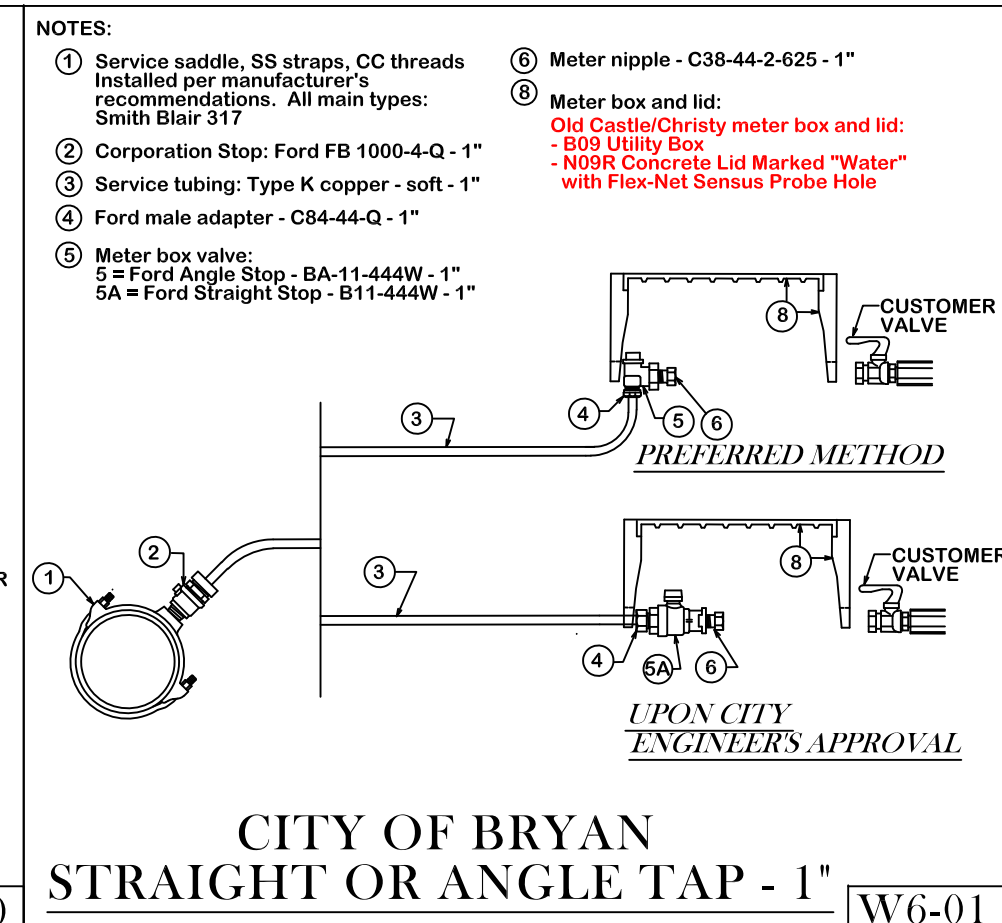 NOTES:
1 Service saddle, SS straps, CC threads
Installed per manufacturer's
recommendations. All main types:
Smith Blair 317
2 Corporation Stop: Ford FB 1000-4-Q - 1"
3 Service tubing: Type K copper - soft - 1"
4 Ford male adapter - C84-44-Q - 1"
5 Meter box valve:
5 = Ford Angle Stop - BA-11-444W - 1"
5A = Ford Straight Stop - B11-444W - 1"
6 Meter nipple - C38-44-2-625 - 1"
8 Meter box and lid:
Old Castle/Christy meter box and lid:
- B09 Utility Box
- N09R Concrete Lid Marked "Water"
with Flex-Net Sensus Probe Hole
8
CUSTOMER
VALVE
3
4
5
6
PREFERRED METHOD
1
2
3
8
CUSTOMER
VALVE
4
5A
6
UPON CITY
ENGINEER'S APPROVAL
R
CITY OF BRYAN
STRAIGHT OR ANGLE TAP - 1"
W6-01